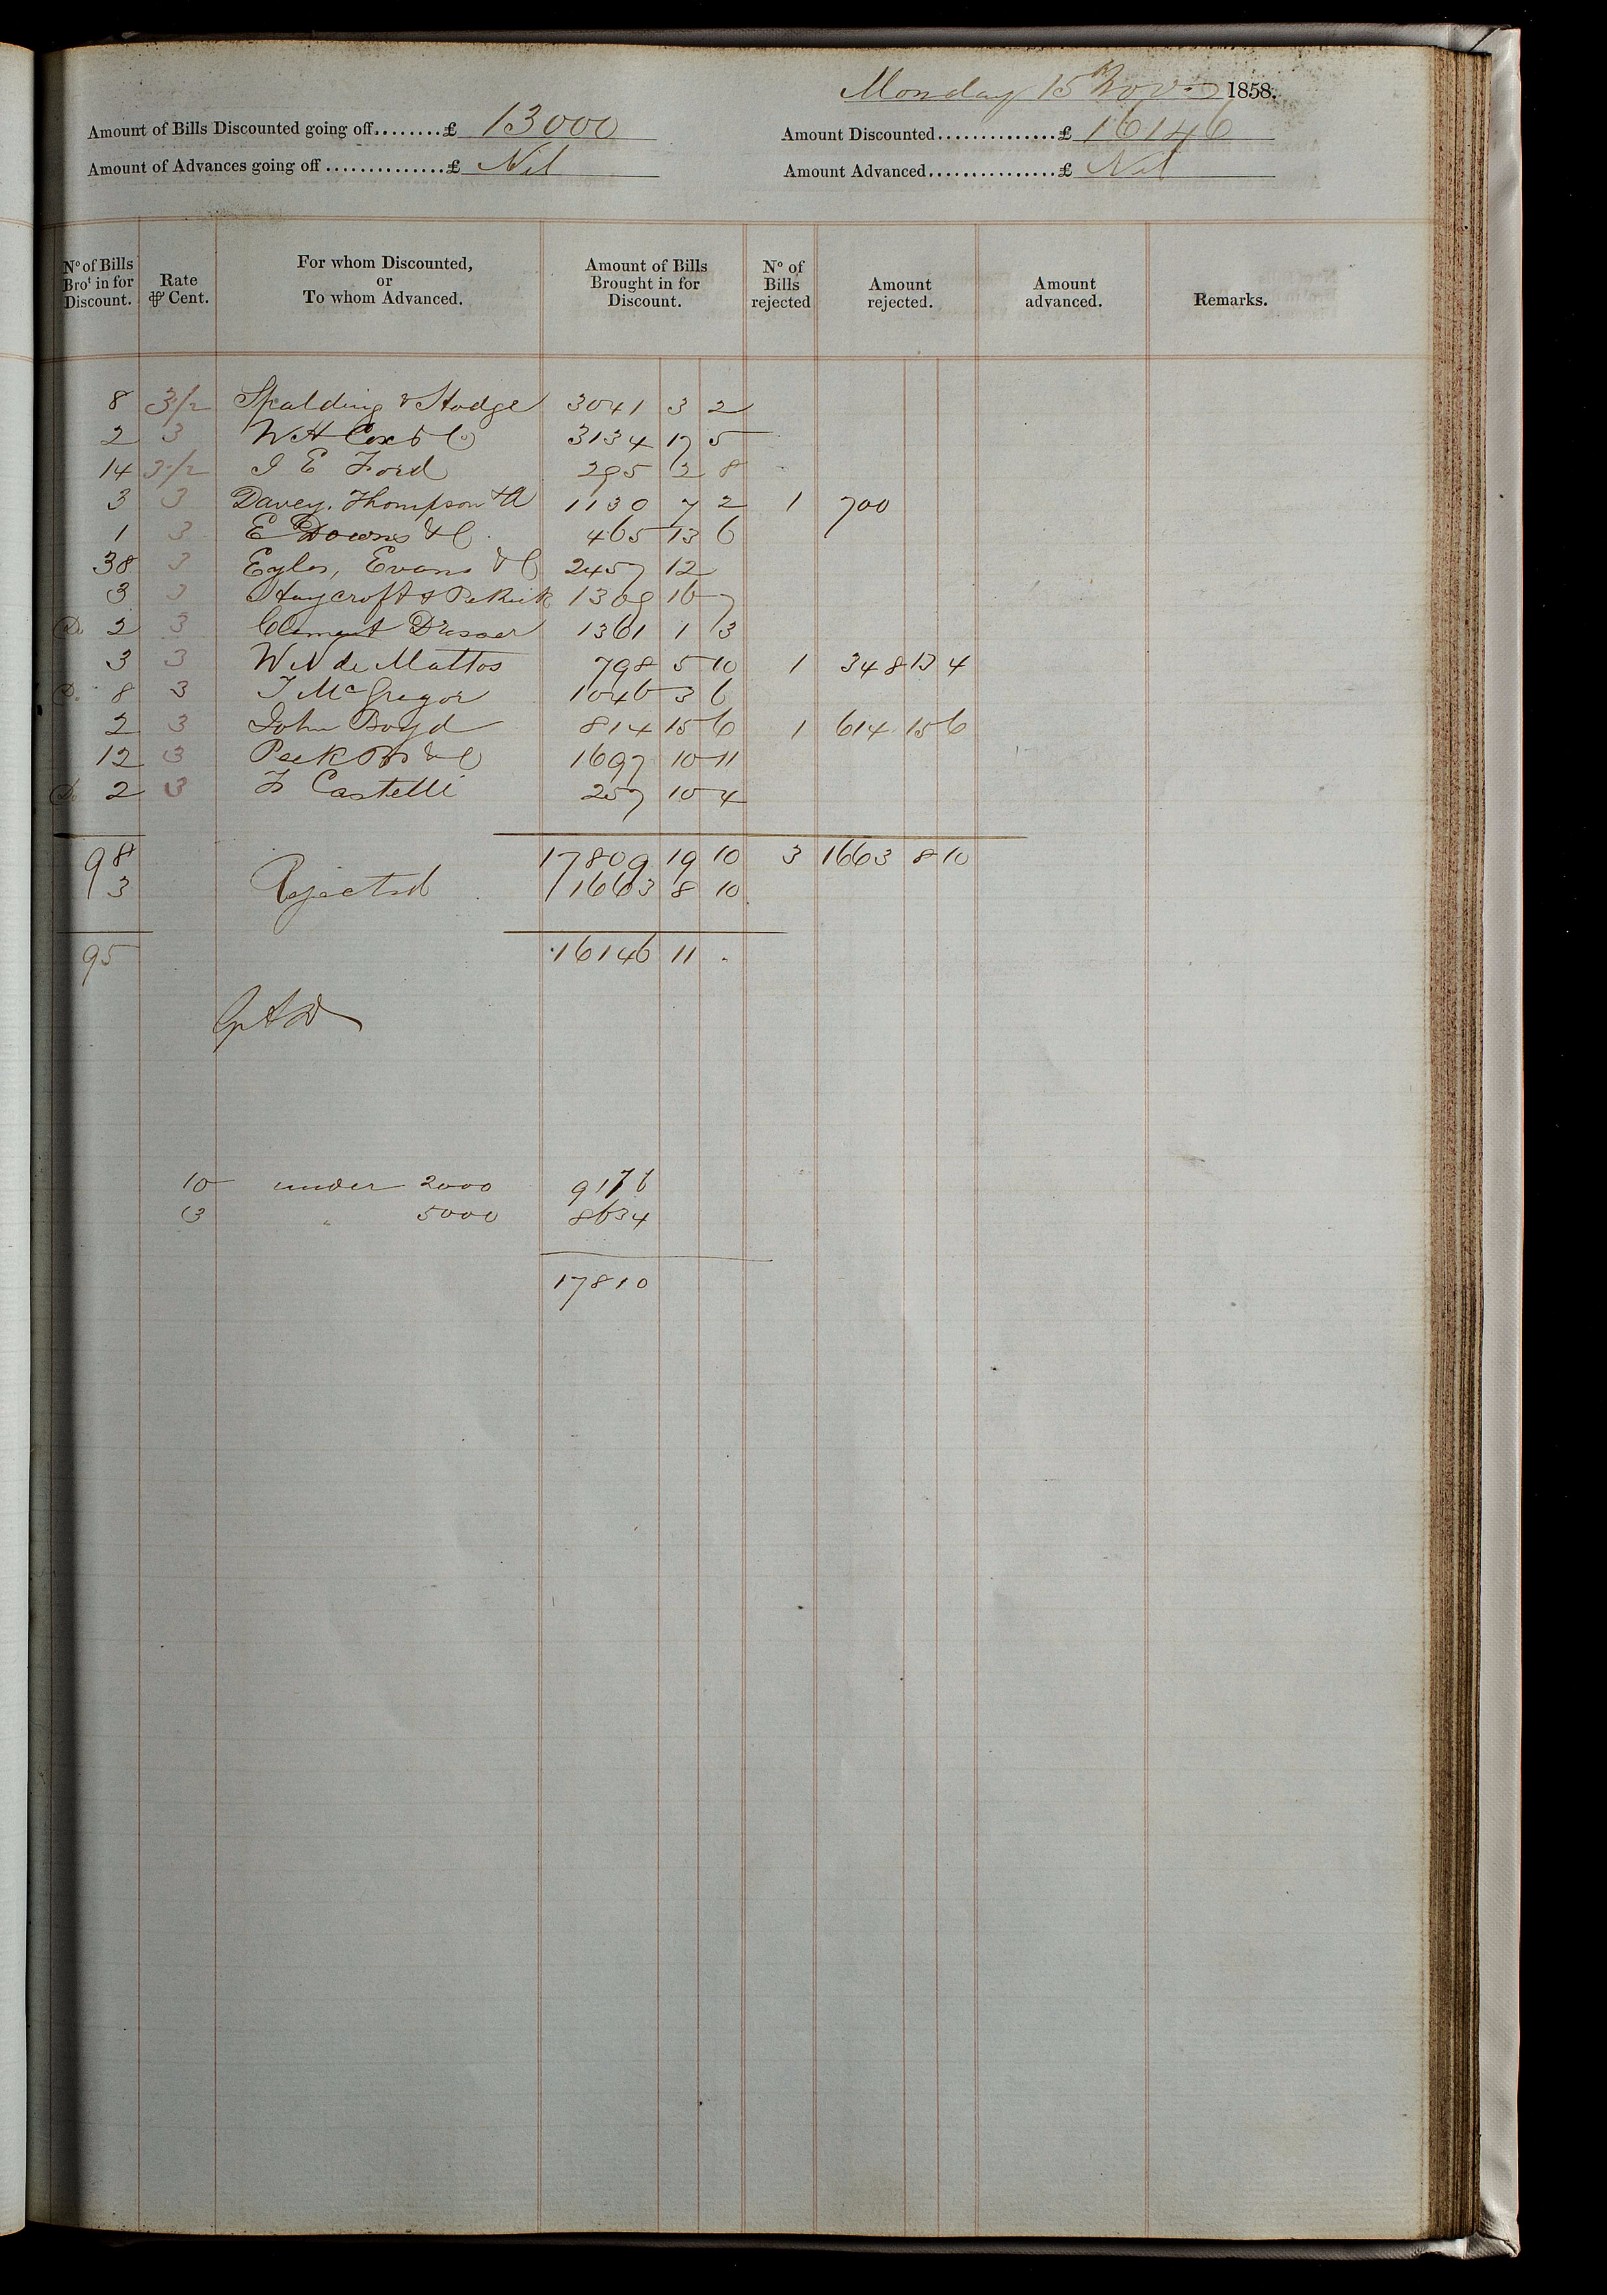 Monday 15 Nov. 1858.
Amount of Bills Discounted going off........£ 13000 Amount Discounted..............£ 16146
Amount of Advances going off..............£ Nil Amount Advanced...............£ Nil
No of Bills Brot in for Discount. Rate ⅌ Cent. For whom Discounted, or To whom Advanced. Amount of Bills Brought in for Discount. No of Bills rejected Amount rejected. Amount advanced. Remarks.
8 3/2 Spalding & Hodge 3041 3 2
2 3 W H Cox & Co 3134 17 5
14 3/2 J E Ford 295 2 8
3 3 Davey, Thompson & Co 1130 7 2 1 700
1 3 E Downs & Co 465 13 6
38 3 Eyles, Evans & Co 2457 12
3 3 Haycroft & Pethick 1309 16 7
Do 2 3 Clement Dresser 1361 1 3
3 3 W N de Mattos 798 5 10 1 348 13 4
Do 8 3 T McGregor 1046 3 6
2 3 John Boyd 814 15 6 1 614 15 6
12 3 Peek Bros & Co 1697 10 11
Do 2 3 F Castelli 257 10 4
98 17809 19 10 3 1663 8 10
3 Rejected 1663 8 10
95 16146 11 .
10 under 2000 9176
3 " 5000 8634
17810